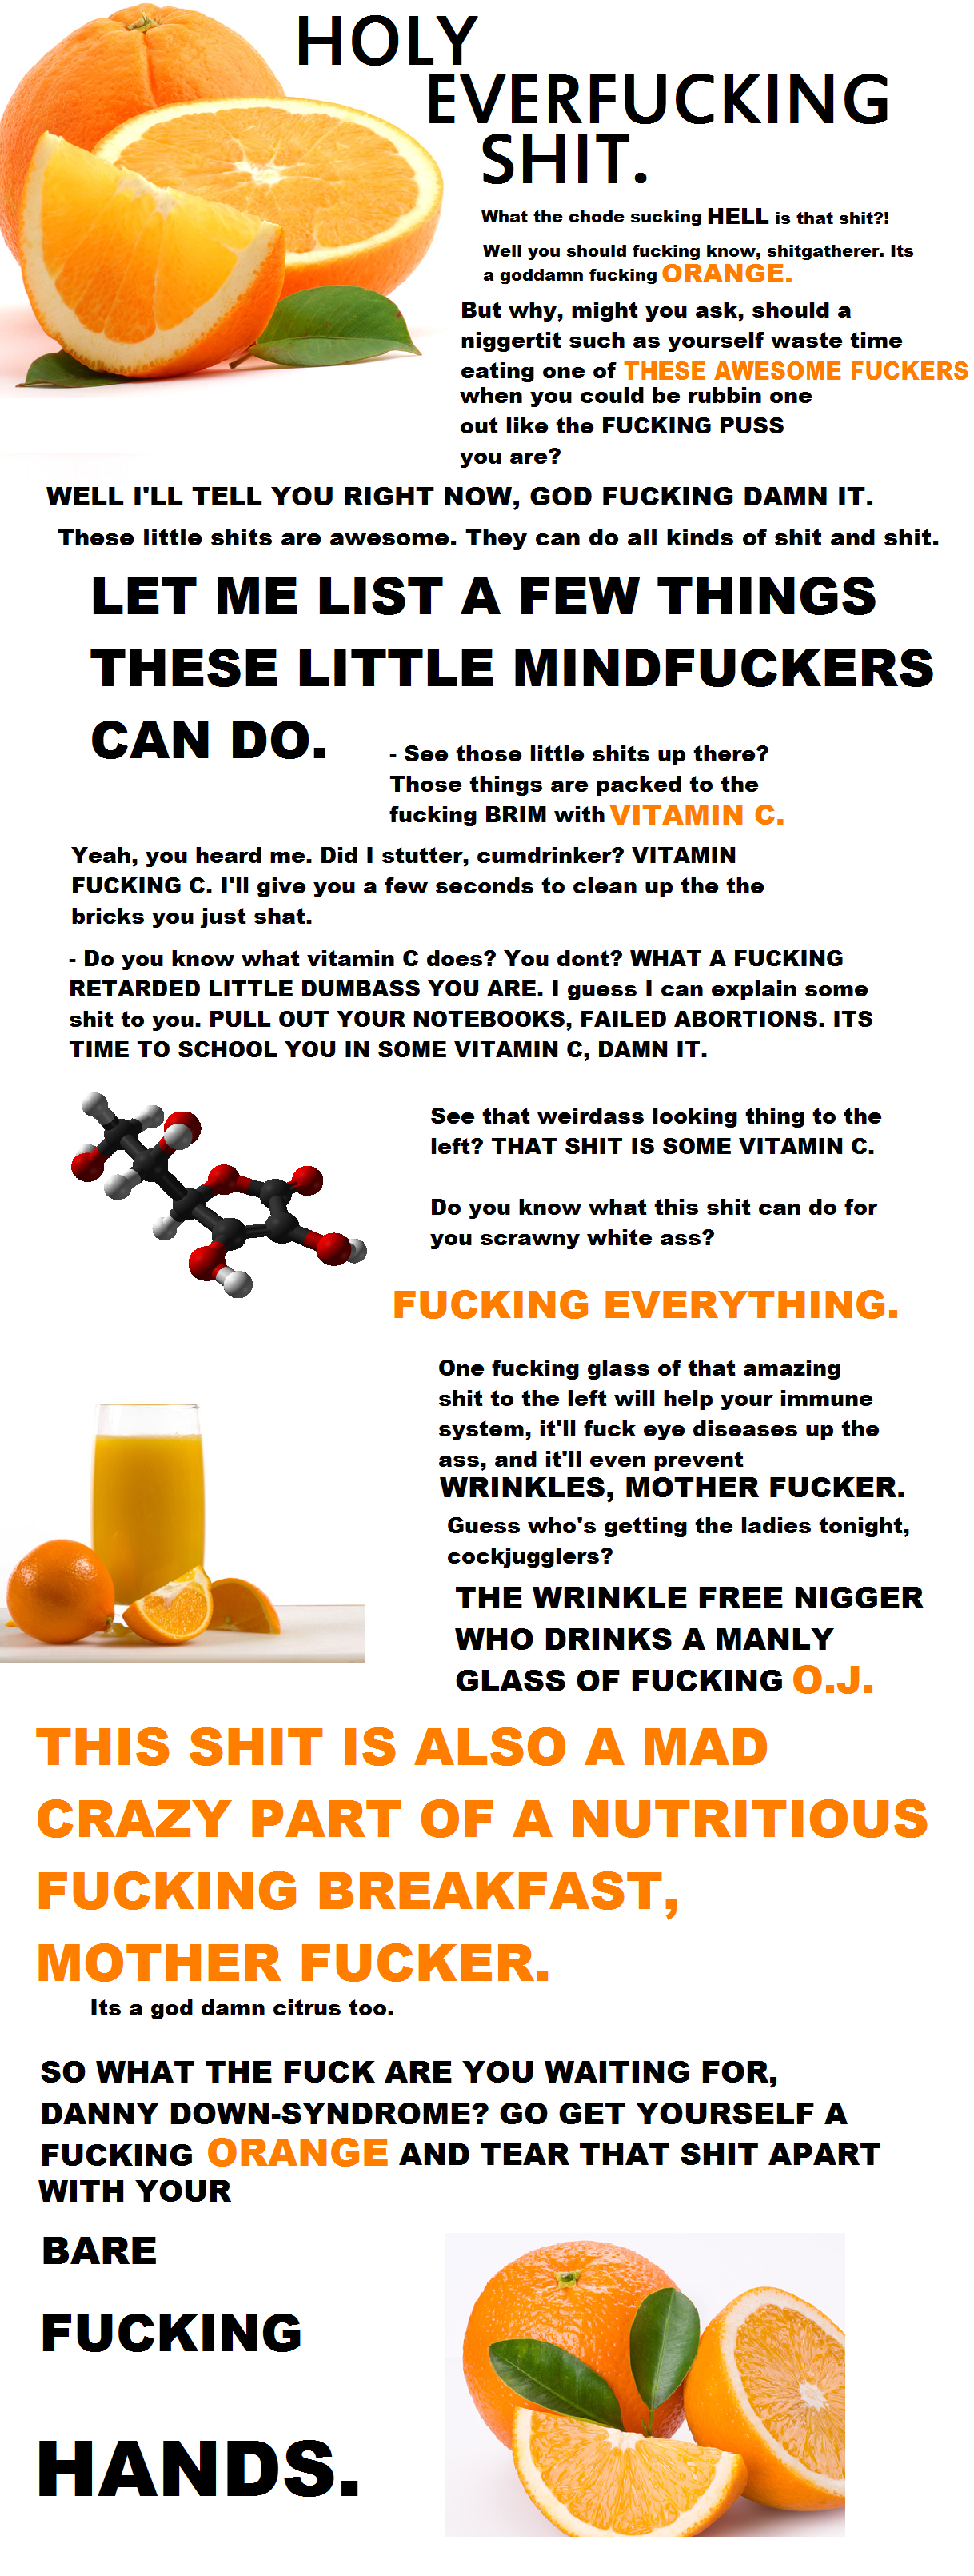 HOLY
EVERFUCKING
SHIT.
What the chode sucking HELL is that shit?!
Well you should fucking know, shitgatherer. Its
a goddamn fucking ORANGE.
But why, might you ask, should a
niggertit such as yourself waste time
eating one of THESE AWESOME FUCKERS
when you could be rubbin one
out like the FUCKING PUSS
you are?
WELL I'LL TELL YOU RIGHT NOW, GOD FUCKING DAMN IT.
These little shits are awesome. They can do all kinds of shit and shit.
LET ME LIST A FEW THINGS
THESE LITTLE MINDFUCKERS
CAN DO.
- See those little shits up there?
Those things are packed to the
fucking BRIM with VITAMIN C.
Yeah, you heard me. Did I stutter, cumdrinker? VITAMIN
FUCKING C. I'll give you a few seconds to clean up the the
bricks you just shat.
- Do you know what vitamin C does? You dont? WHAT A FUCKING
RETARDED LITTLE DUMBASS YOU ARE. I guess I can explain some
shit to you. PULL OUT YOUR NOTEBOOKS, FAILED ABORTIONS. ITS
TIME TO SCHOOL YOU IN SOME VITAMIN C, DAMN IT.
See that weirdass looking thing to the
left? THAT SHIT IS SOME VITAMIN C.
Do you know what this shit can do for
you scrawny white ass?
FUCKING EVERYTHING.
One fucking glass of that amazing
shit to the left will help your immune
system, it'll fuck eye diseases up the
ass, and it'll even prevent
WRINKLES, MOTHER FUCKER.
Guess who's getting the ladies tonight,
cockjugglers?
THE WRINKLE FREE NIGGER
WHO DRINKS A MANLY
GLASS OF FUCKING O.J.
THIS SHIT IS ALSO A MAD
CRAZY PART OF A NUTRITIOUS
FUCKING BREAKFAST,
MOTHER FUCKER.
Its a god damn citrus too.
SO WHAT THE FUCK ARE YOU WAITING FOR,
DANNY DOWN-SYNDROME? GO GET YOURSELF A
FUCKING ORANGE AND TEAR THAT SHIT APART
WITH YOUR
BARE
FUCKING
HANDS.